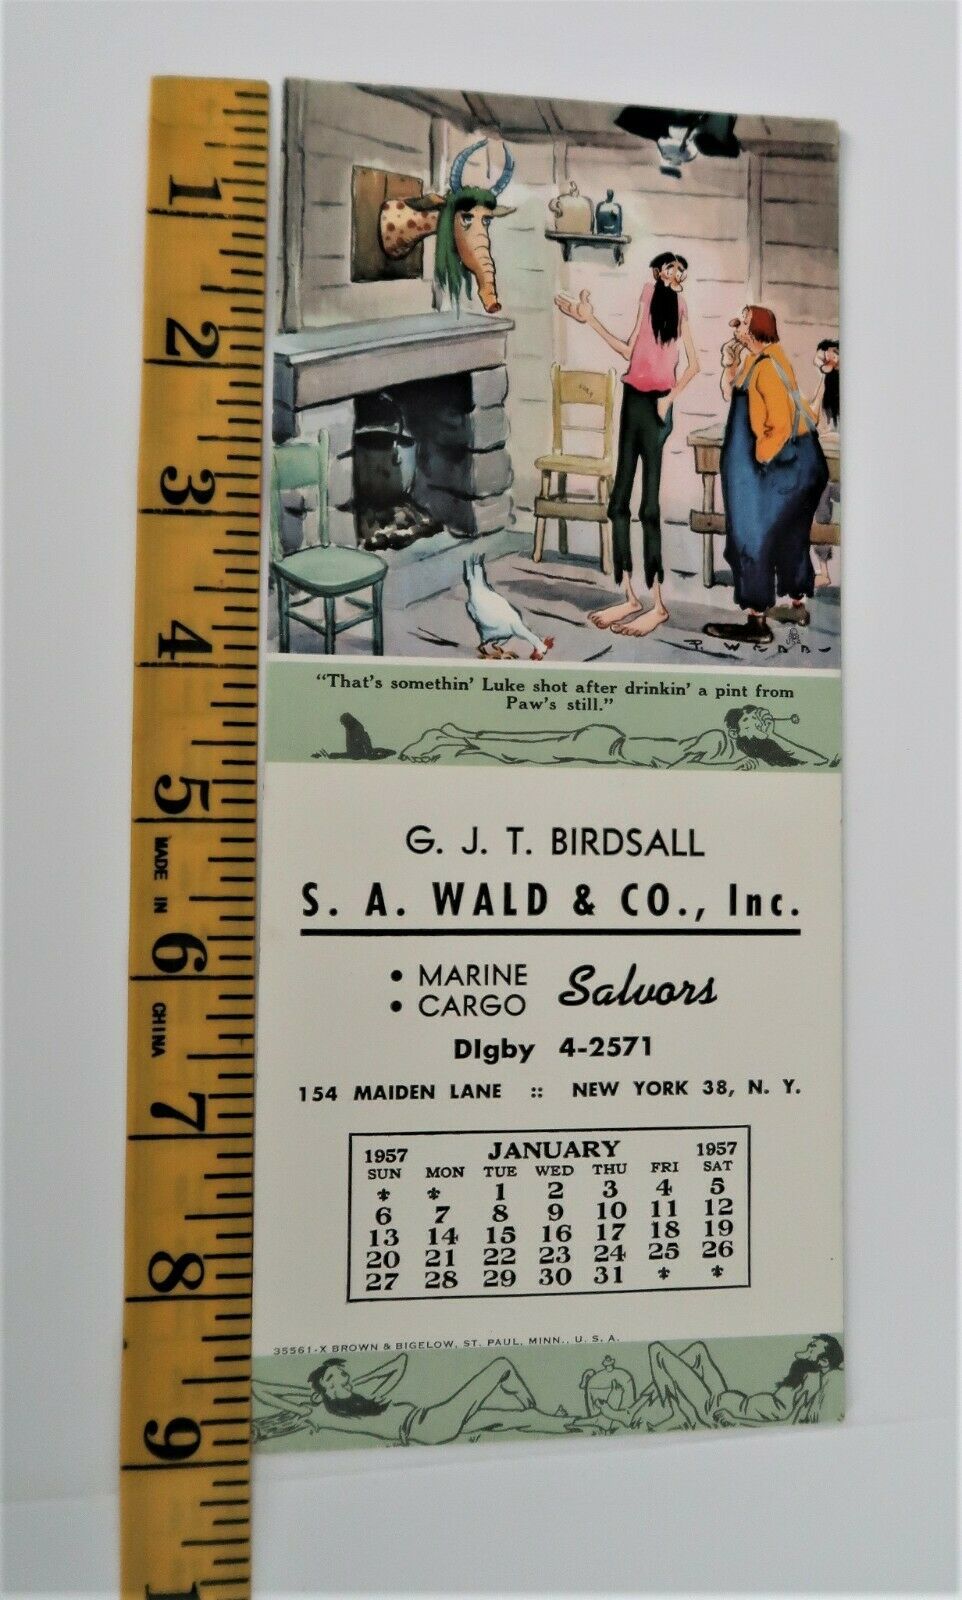 1
2
3
4
5
MADE IN
6
CHINA
7
8
9
1
R. WEBB
"That's somethin' Luke shot after drinkin' a pint from
Paw's still."
G. J. T. BIRDSALL
S. A. WALD & CO., Inc.
• MARINE
• CARGO
Salvors
DIgby 4-2571
154 MAIDEN LANE :: NEW YORK 38, N. Y.
1957 JANUARY 1957
SUN MON TUE WED THU FRI SAT
1 2 3 4 5
6 7 8 9 10 11 12
13 14 15 16 17 18 19
20 21 22 23 24 25 26
27 28 29 30 31
35561-X BROWN & BIGELOW, ST. PAUL, MINN., U. S. A.